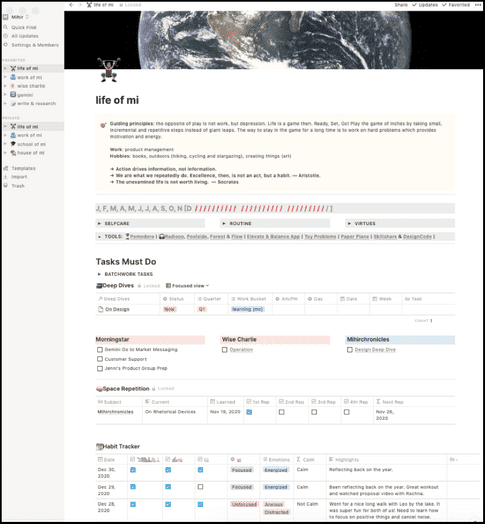 Mihir
Quick Find
All Updates
Settings & Members
FAVORITES
life of mi
work of mi
wise charlie
gemini
write & research
PRIVATE
life of mi
work of mi
school of mi
house of mi
Templates
Import
Trash
life of mi
Locked
Share
Updates
Favorited
life of mi
Guiding principles: the opposite of play is not work, but depression. Life is a game then. Ready, Set, Go! Play the game of inches by taking small,
incremental and repetitive steps instead of giant leaps. The way to stay in the game for a long time is to work on hard problems which provides
motivation and energy.
Work: product management
Hobbies: books, outdoors (hiking, cycling and stargazing), creating things (art)
→ Action drives information, not information.
→ We are what we repeatedly do. Excellence, then, is not an act, but a habit. — Aristotle.
→ The unexamined life is not worth living. — Socrates
J, F, M, A, M, J, J, A, S, O, N [D / / / / / / / / / / / / / / / / / / / / / / / / / / / / / / ]
SELFCARE
ROUTINE
VIRTUES
TOOLS: Pomodoro | Radiooo, Poolside, Forest & Flow | Elevate & Balance App | Toy Problems | Paper Plane | Skillshare & DesignCode |
Tasks Must Do
BATCHWORK TASKS
Deep Dives Locked Focused view
Deep Dives Status Quarter Work Bucket Am/PM Day Date Week Task
On Design Now Q1 learning (me)
COUNT 1
Morningstar
Gemini Go to Market Messaging
Customer Support
Jenni's Product Group Prep
Wise Charlie
Operation
Mihirchronicles
Design Deep Dive
Space Repetition Locked
Subject Current Learned 1st Rep 2nd Rep 3rd Rep 4th Rep Next Rep
Mihirchronicles On Rhetorical Devices Nov 19, 2020 Nov 26,
2020
Habit Tracker
Date Emotions Calm Highlights
Dec 30,
2020
Focused Energized Calm Reflecting back on the year.
Dec 29,
2020
Focused Energized Calm Been reflecting back on the year. Great workout
and watched proposal video with Rachna.
Dec 28,
2020
Unfocused Anxious
Distracted
Not Calm Went for a nice long walk with Leo by the lake. It
was super fun for both of us! Need to learn how
to focus on positive things and cancel noise.